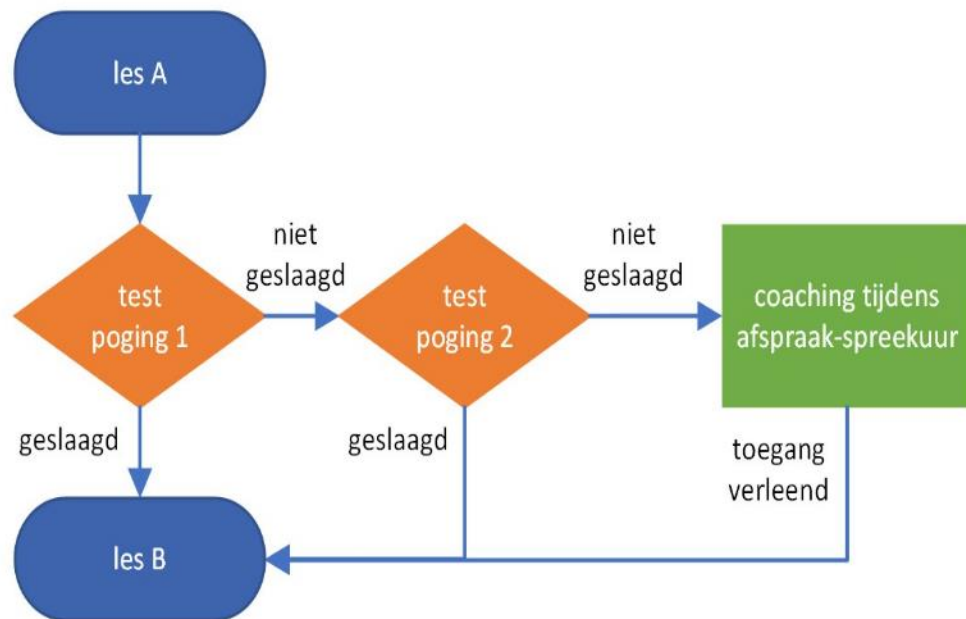 les A
niet
geslaagd
niet
geslaagd
test
poging 1
test
poging 2
coaching tijdens
afspraak-spreekuur
geslaagd
geslaagd
toegang
verleend
les B